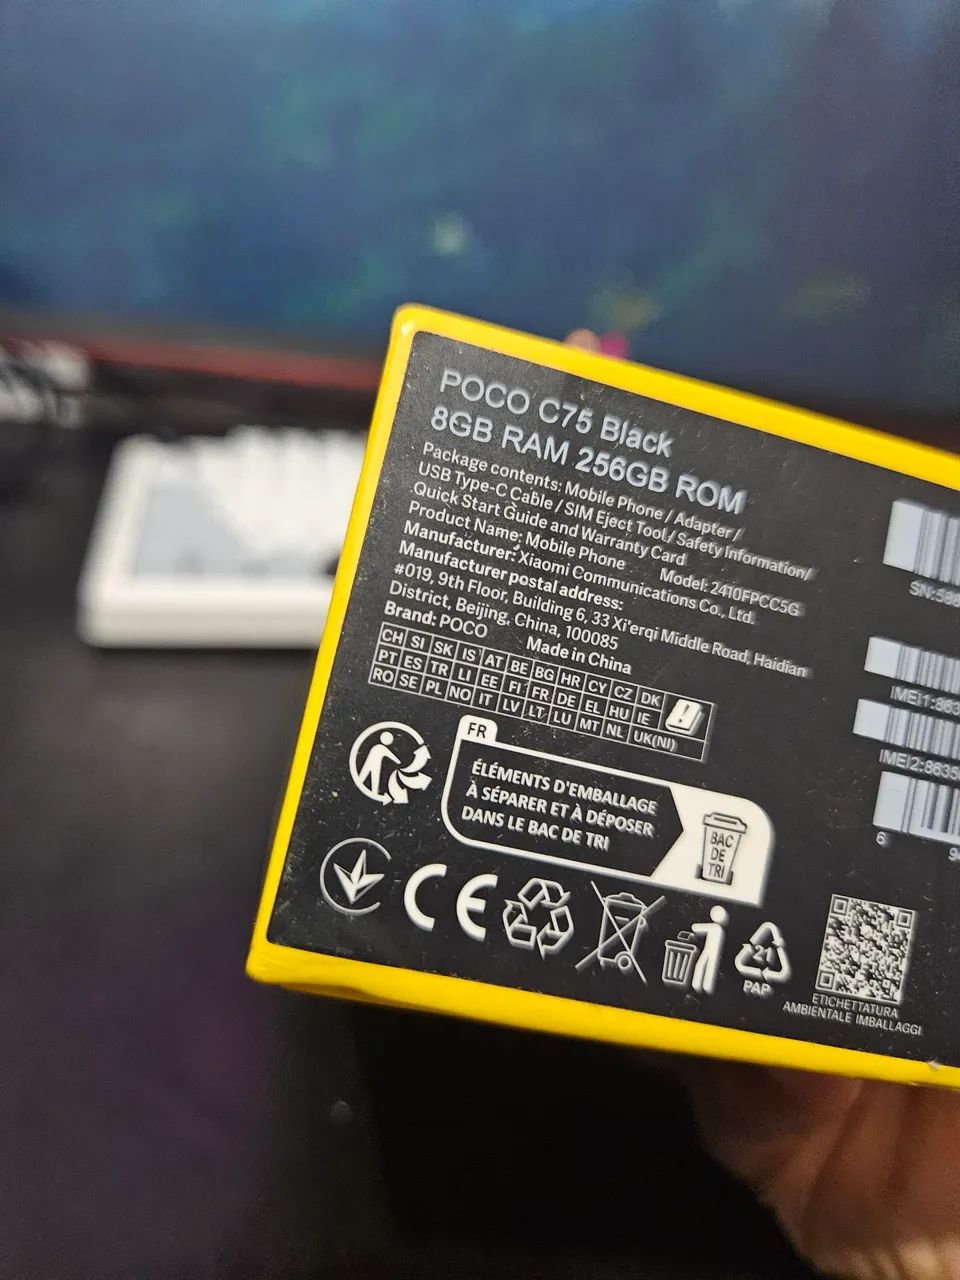 POCO C75 Black
8GB RAM 256GB ROM
Package contents: Mobile Phone / Adapter /
USB Type-C Cable / SIM Eject Tool / Safety Information/
Quick Start Guide and Warranty Card
Product Name: Mobile Phone Model: 2410FPCC5G
Manufacturer: Xiaomi Communications Co., Ltd.
Manufacturer postal address:
#019, 9th Floor, Building 6, 33 Xi'erqi Middle Road, Haidian
District, Beijing, China, 100085
Brand: POCO Made in China
CH SI SK IS AT BE BG HR CY CZ DK
PT ES TR LI EE FI FR DE EL HU IE
RO SE PL NO IT LV LT LU MT NL UK(NI)
FR
ÉLÉMENTS D'EMBALLAGE
À SÉPARER ET À DÉPOSER
DANS LE BAC DE TRI
BAC
DE
TRI
CE
21
PAP
ETICHETTATURA
AMBIENTALE IMBALLAGGI
SN:588
IMEI1:863
IMEI2:86350
6 9